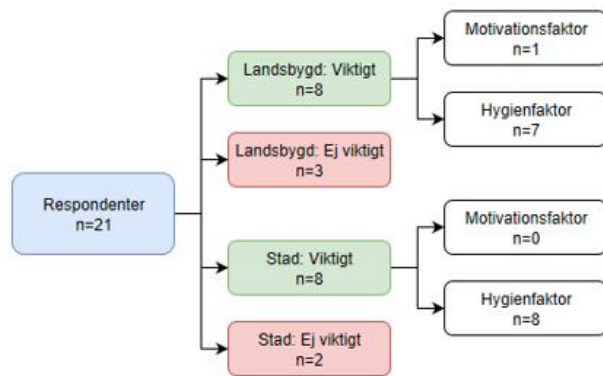 Respondenter
n=21
Landsbygd: Viktigt
n=8
Landsbygd: Ej viktigt
n=3
Stad: Viktigt
n=8
Stad: Ej viktigt
n=2
Motivationsfaktor
n=1
Hygienfaktor
n=7
Motivationsfaktor
n=0
Hygienfaktor
n=8